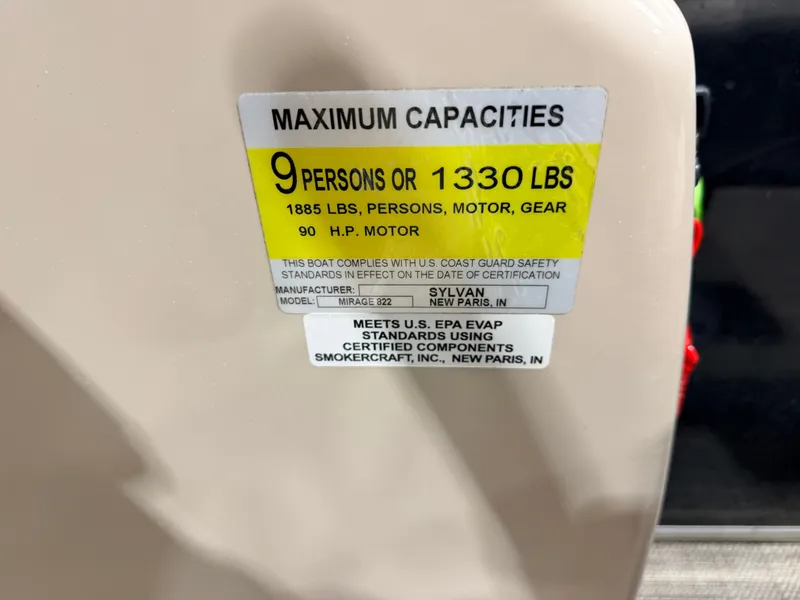 MAXIMUM CAPACITIES
9 PERSONS OR 1330 LBS
1885 LBS, PERSONS, MOTOR, GEAR
90 H.P. MOTOR
THIS BOAT COMPLIES WITH U.S. COAST GUARD SAFETY
STANDARDS IN EFFECT ON THE DATE OF CERTIFICATION
MANUFACTURER: SYLVAN
MODEL: MIRAGE 822 NEW PARIS, IN
MEETS U.S. EPA EVAP
STANDARDS USING
CERTIFIED COMPONENTS
SMOKERCRAFT, INC., NEW PARIS, IN